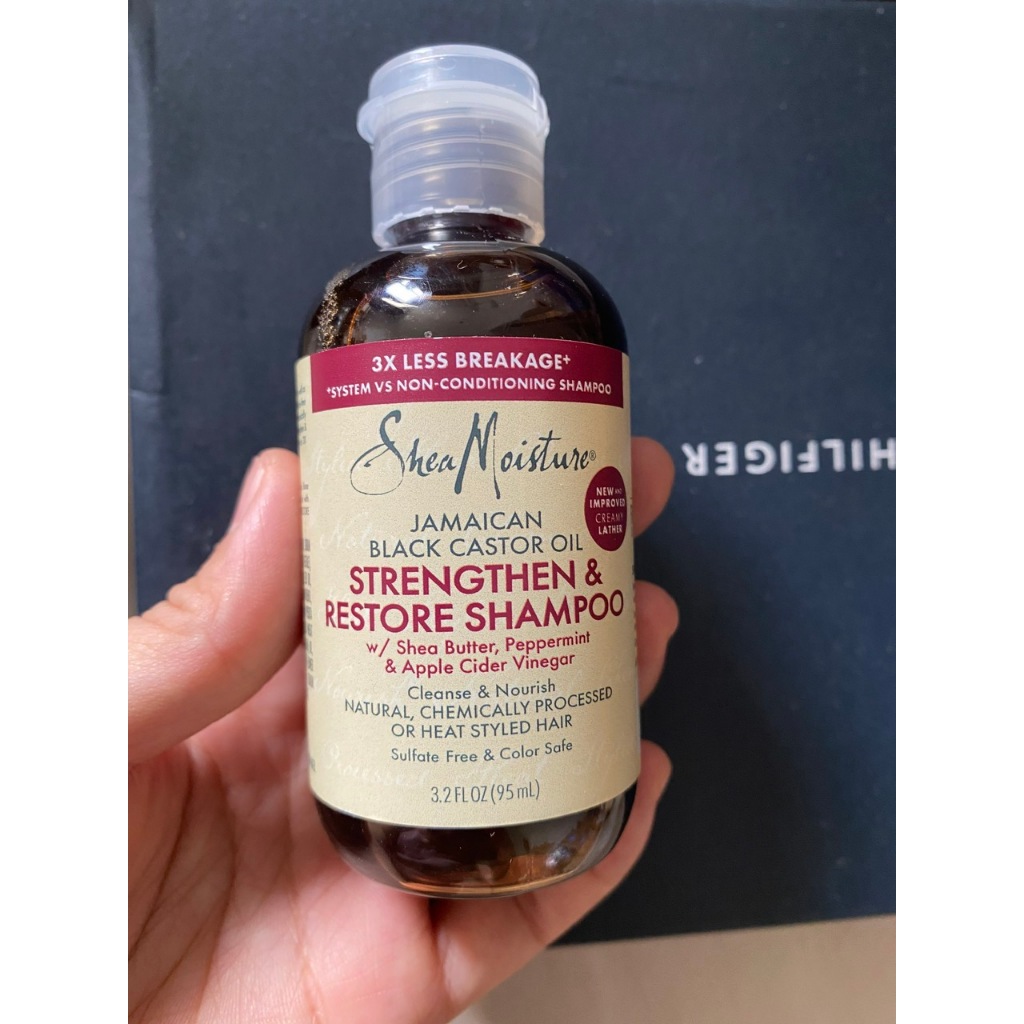 3X LESS BREAKAGE+
+SYSTEM VS NON-CONDITIONING SHAMPOO
SheaMoisture®
NEW AND
IMPROVED
CREAMY
LATHER
JAMAICAN
BLACK CASTOR OIL
STRENGTHEN &
RESTORE SHAMPOO
w/ Shea Butter, Peppermint
& Apple Cider Vinegar
Cleanse & Nourish
NATURAL, CHEMICALLY PROCESSED
OR HEAT STYLED HAIR
Sulfate Free & Color Safe
3.2 FL OZ (95 mL)
HILFIGER